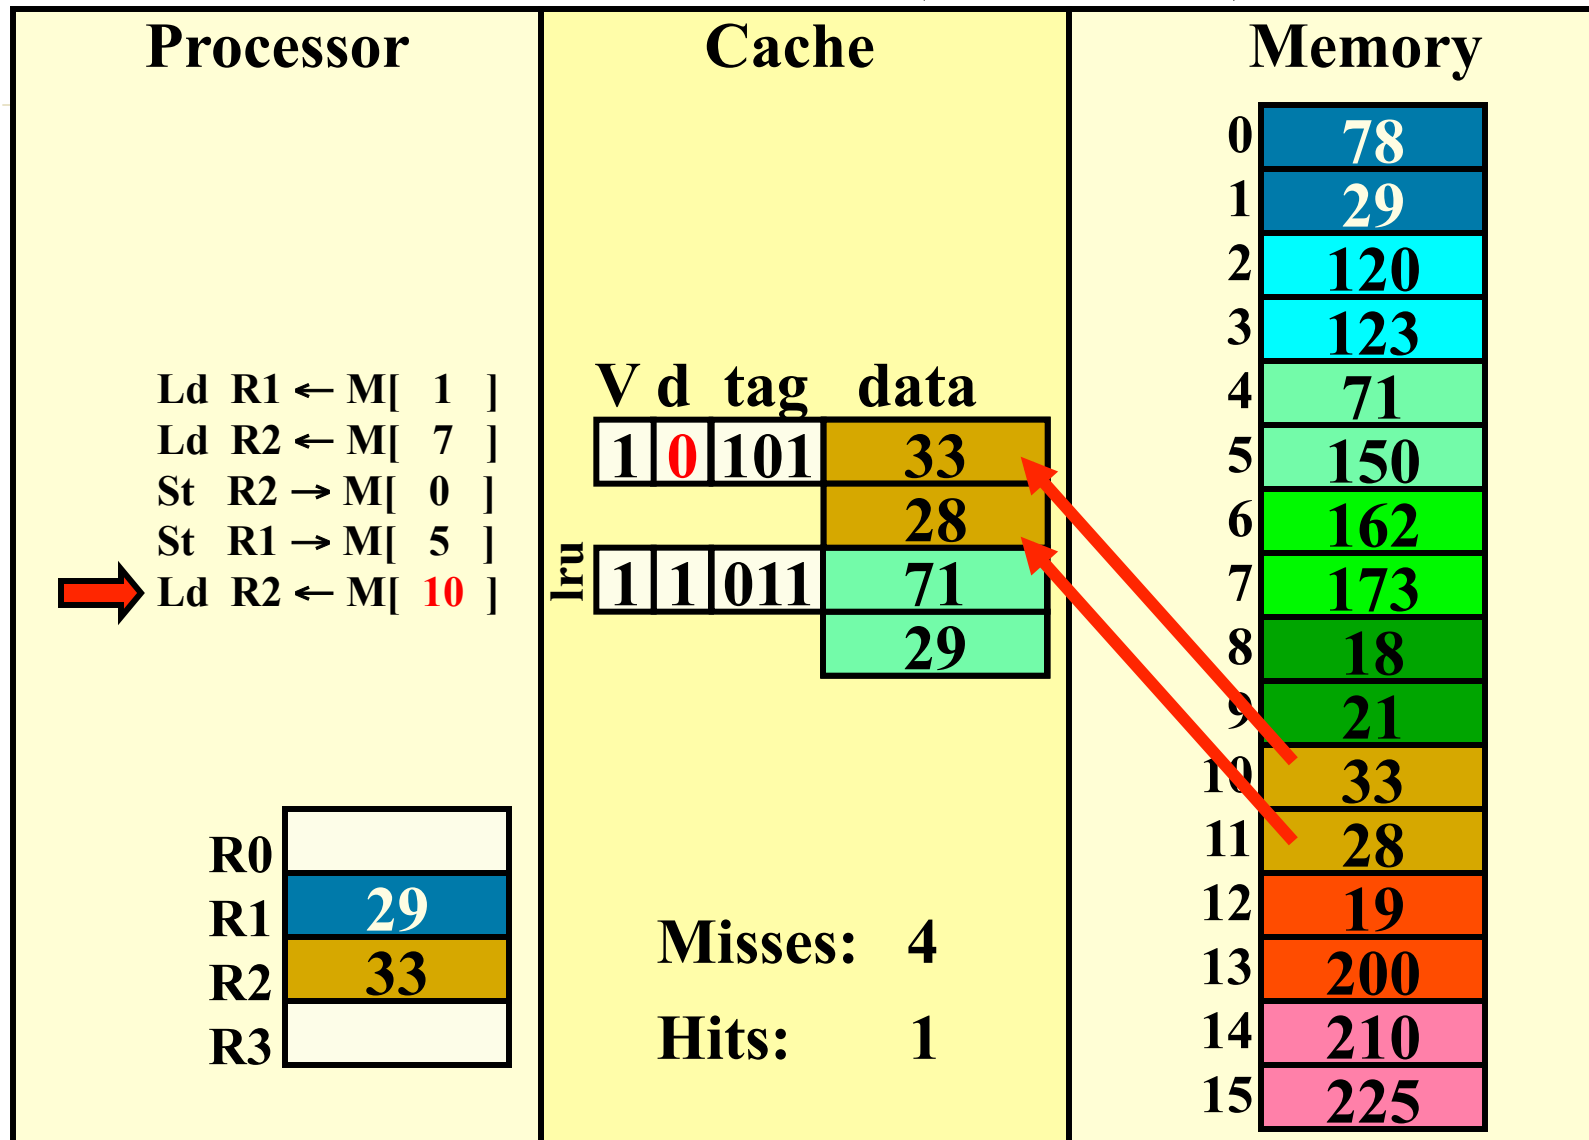 Processor
Cache
Memory
Ld R1 ← M[ 1 ]
Ld R2 ← M[ 7 ]
St R2 → M[ 0 ]
St R1 → M[ 5 ]
Ld R2 ← M[ 10 ]
R0
R1 29
R2 33
R3
V d tag data
1 0 101 33
28
lru
1 1 011 71
29
Misses: 4
Hits: 1
0 78
1 29
2 120
3 123
4 71
5 150
6 162
7 173
8 18
9 21
10 33
11 28
12 19
13 200
14 210
15 225